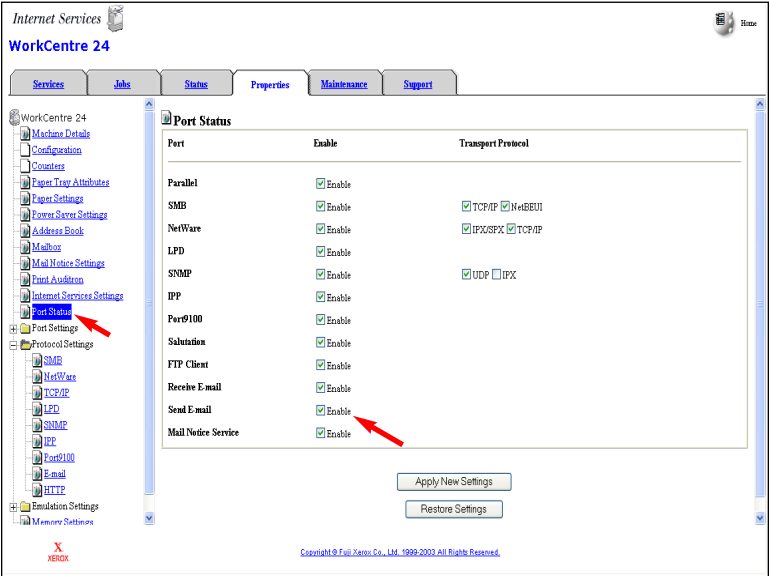 Internet Services
Home
WorkCentre 24
Services Jobs Status Properties Maintenance Support
WorkCentre 24
Machine Details
Configuration
Counters
Paper Tray Attributes
Paper Settings
Power Saver Settings
Address Book
Mailbox
Mail Notice Settings
Print Auditron
Internet Services Settings
Port Status
Port Settings
Protocol Settings
SMB
NetWare
TCP/IP
LPD
SNMP
IPP
Port9100
E-mail
HTTP
Emulation Settings
Memory Settings
Port Status
Port Enable Transport Protocol
Parallel Enable
SMB Enable TCP/IP NetBEUI
NetWare Enable IPX/SPX TCP/IP
LPD Enable
SNMP Enable UDP IPX
IPP Enable
Port9100 Enable
Salutation Enable
FTP Client Enable
Receive E-mail Enable
Send E-mail Enable
Mail Notice Service Enable
Apply New Settings
Restore Settings
X
XEROX
Copyright © Fuji Xerox Co., Ltd. 1999-2003 All Rights Reserved.